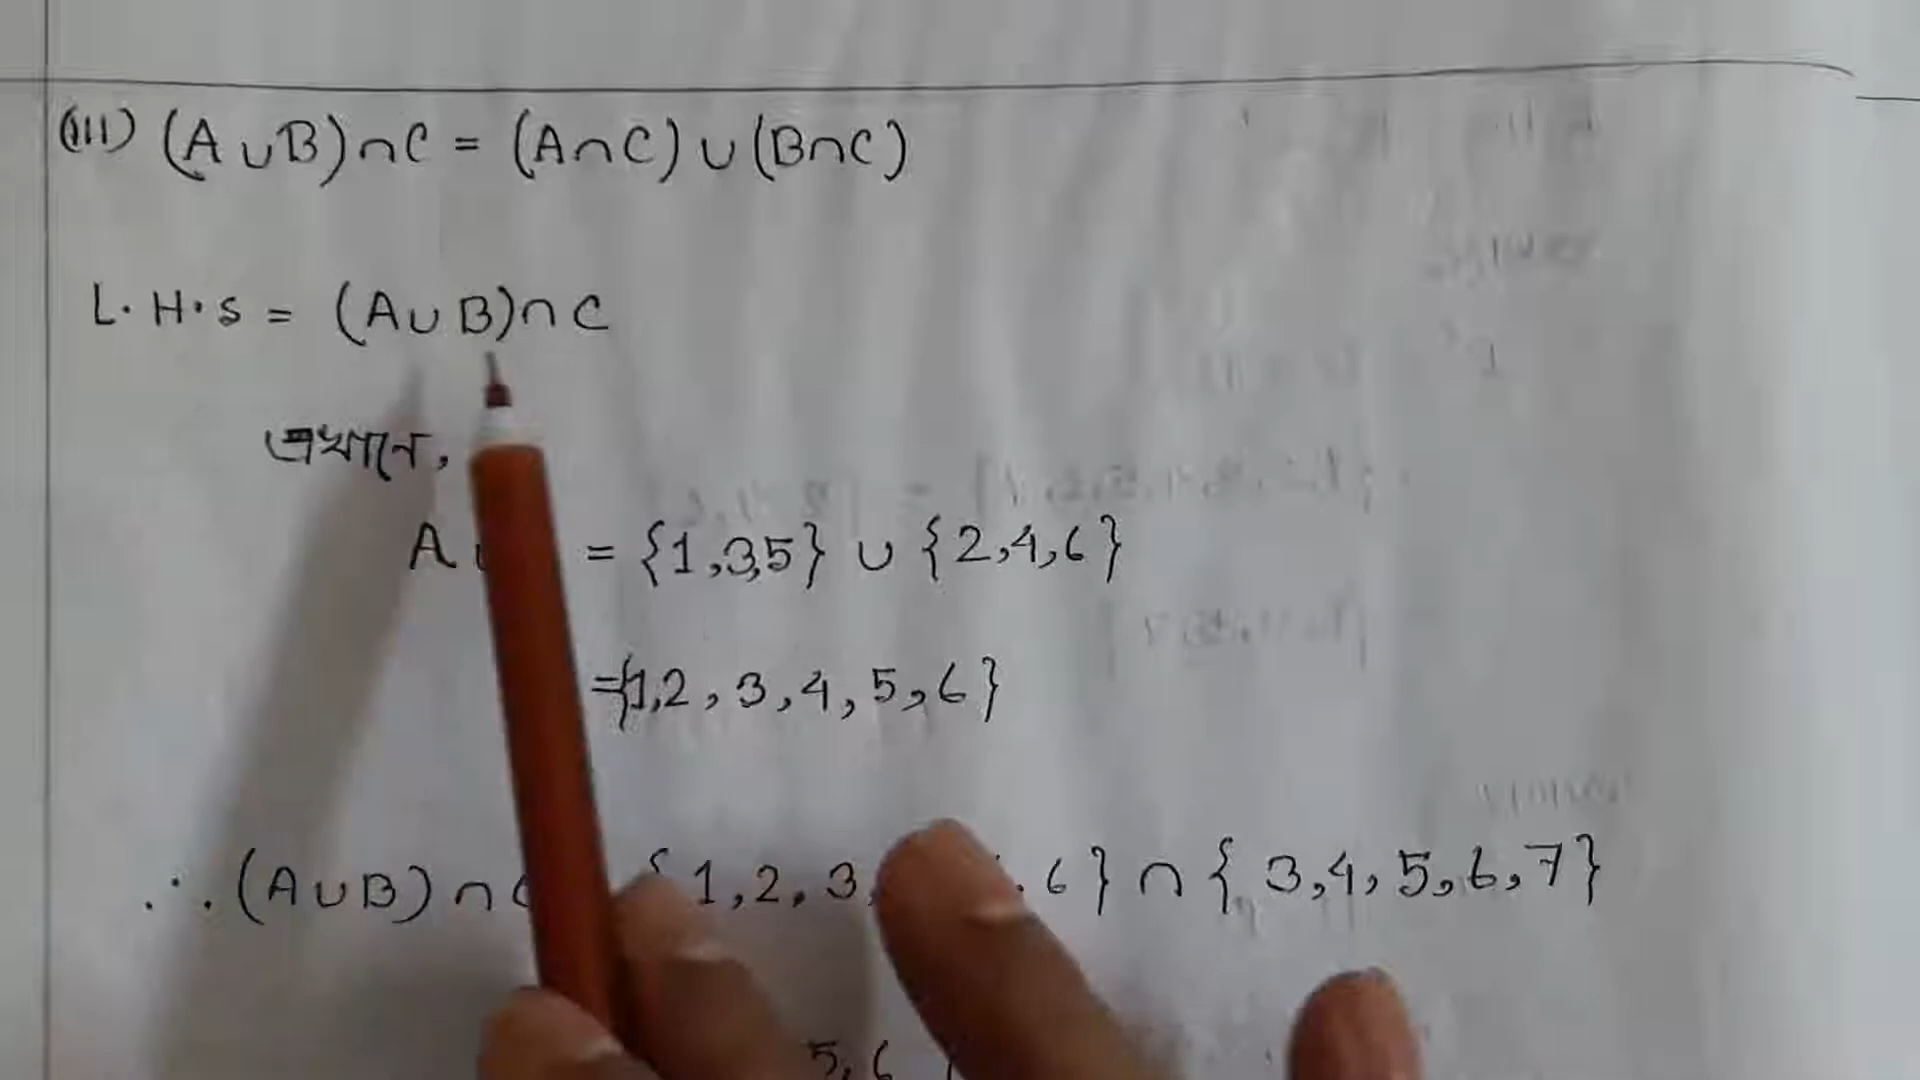 (iii) (A∪B)∩C = (A∩C)∪(B∩C)
L.H.S = (A∪B)∩C
এখানে,
A ∪ = {1,3,5} ∪ {2,4,6}
={1,2,3,4,5,6}
∴ (A∪B)∩C {1,2,3, ,6} ∩ {3,4,5,6,7}
5,6